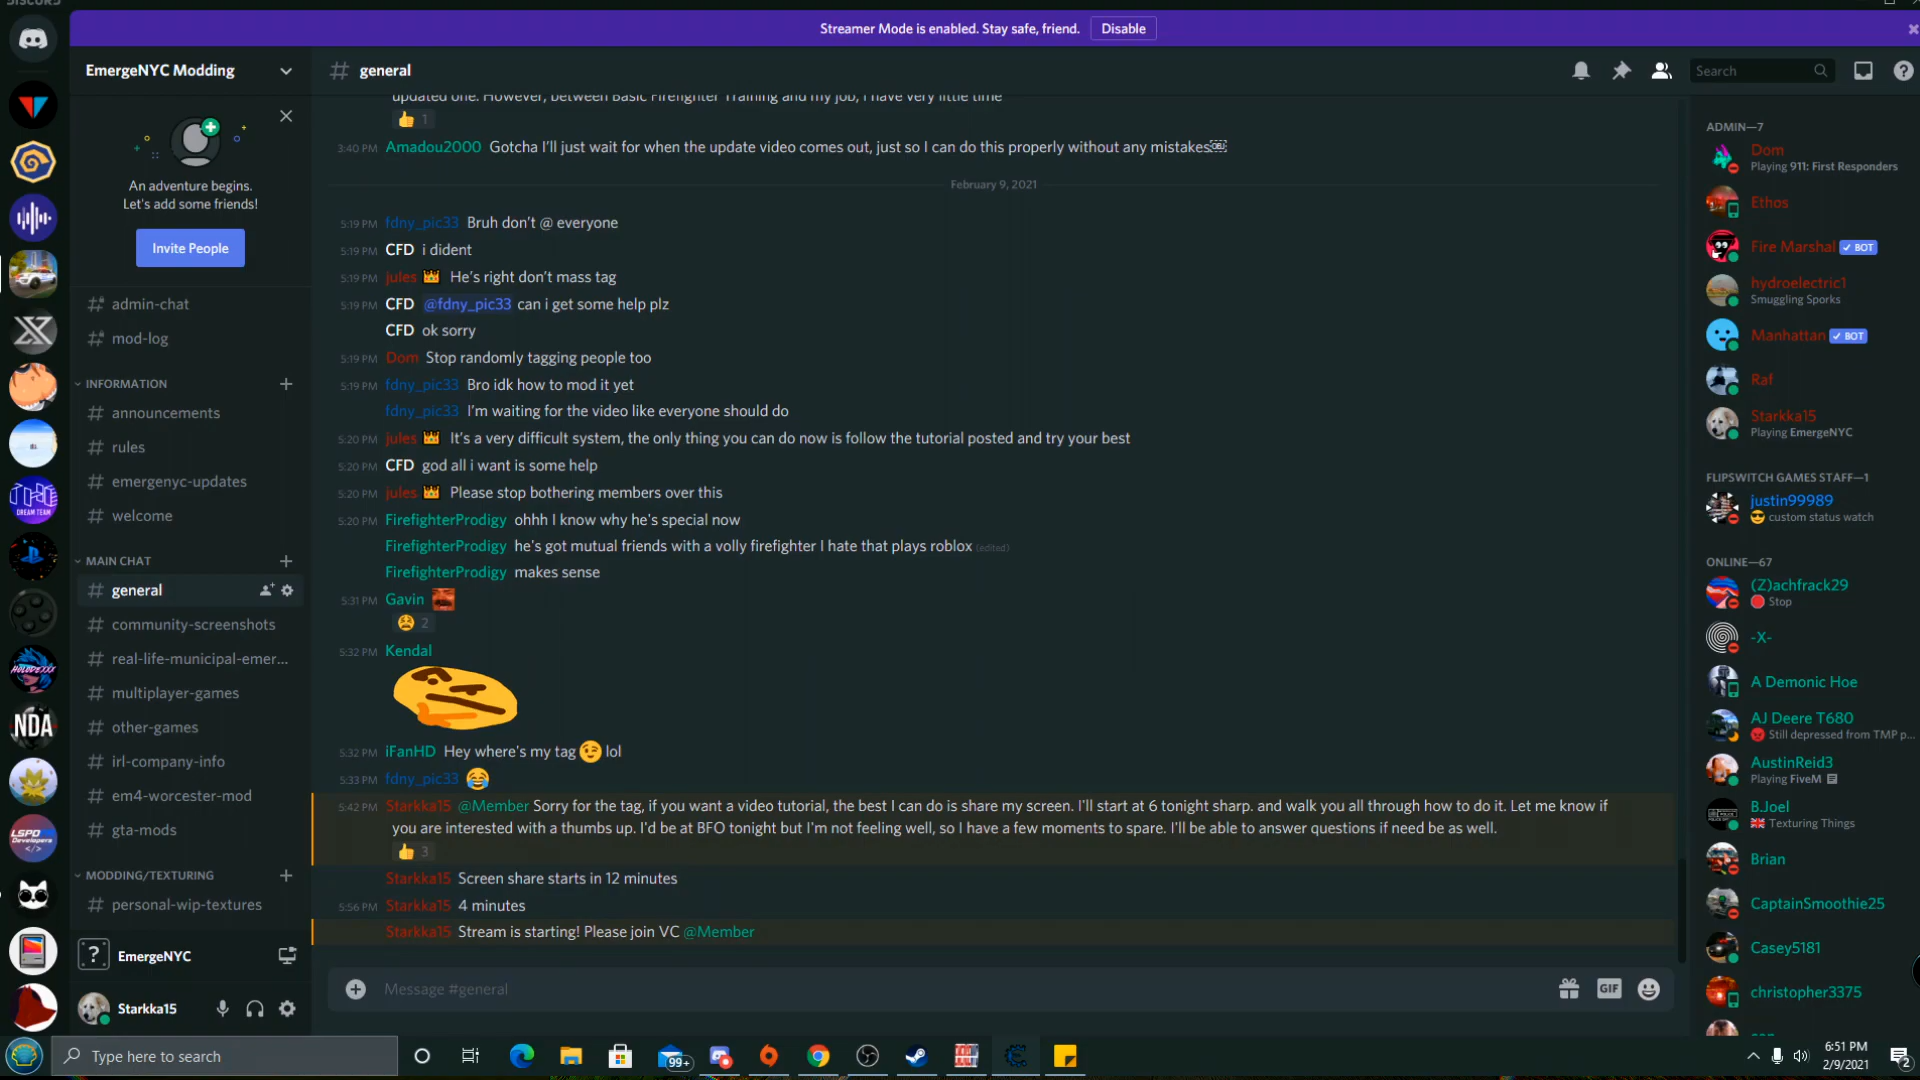 DISCORD
Streamer Mode is enabled. Stay safe, friend. Disable
EmergeNYC Modding
# general
Search
An adventure begins.
Let's add some friends!
Invite People
# admin-chat
# mod-log
INFORMATION
# announcements
# rules
# emergenyc-updates
# welcome
MAIN CHAT
# general
# community-screenshots
# real-life-municipal-emer...
# multiplayer-games
# other-games
# irl-company-info
# em4-worcester-mod
# gta-mods
MODDING/TEXTURING
# personal-wip-textures
EmergeNYC
Starkka15
updated one. However, between Basic Firefighter Training and my job, I have very little time
👍 1
3:40 PM Amadou2000 Gotcha I'll just wait for when the update video comes out, just so I can do this properly without any mistakes
February 9, 2021
5:19 PM fdny_pic33 Bruh don't @ everyone
5:19 PM CFD i dident
5:19 PM jules He's right don't mass tag
5:19 PM CFD @fdny_pic33 can i get some help plz
CFD ok sorry
5:19 PM Dom Stop randomly tagging people too
5:19 PM fdny_pic33 Bro idk how to mod it yet
fdny_pic33 I'm waiting for the video like everyone should do
5:20 PM jules It's a very difficult system, the only thing you can do now is follow the tutorial posted and try your best
5:20 PM CFD god all i want is some help
5:20 PM jules Please stop bothering members over this
5:20 PM FirefighterProdigy ohhh I know why he's special now
FirefighterProdigy he's got mutual friends with a volly firefighter I hate that plays roblox (edited)
FirefighterProdigy makes sense
5:31 PM Gavin
😫 2
5:32 PM Kendal
5:32 PM iFanHD Hey where's my tag 😉 lol
5:33 PM fdny_pic33 😂
5:42 PM Starkka15 @Member Sorry for the tag, if you want a video tutorial, the best I can do is share my screen. I'll start at 6 tonight sharp. and walk you all through how to do it. Let me know if
you are interested with a thumbs up. I'd be at BFO tonight but I'm not feeling well, so I have a few moments to spare. I'll be able to answer questions if need be as well.
👍 3
Starkka15 Screen share starts in 12 minutes
5:56 PM Starkka15 4 minutes
Starkka15 Stream is starting! Please join VC @Member
Message #general
GIF
ADMIN—7
Dom
Playing 911: First Responders
Ethos
Fire Marshal ✓ BOT
hydroelectric1
Smuggling Sporks
Manhattan ✓ BOT
Raf
Starkka15
Playing EmergeNYC
FLIPSWITCH GAMES STAFF—1
justin99989
😎 custom status watch
ONLINE—67
(Z)achfrack29
Stop
-X-
A Demonic Hoe
AJ Deere T680
Still depressed from TMP p...
AustinReid3
Playing FiveM
B.Joel
🇬🇧 Texturing Things
Brian
CaptainSmoothie25
Casey5181
christopher3375
NDA
DREAM TEAM
HOLODEXXX
LSPD
Developers
</>
Type here to search
99+
6:51 PM
2/9/2021
2